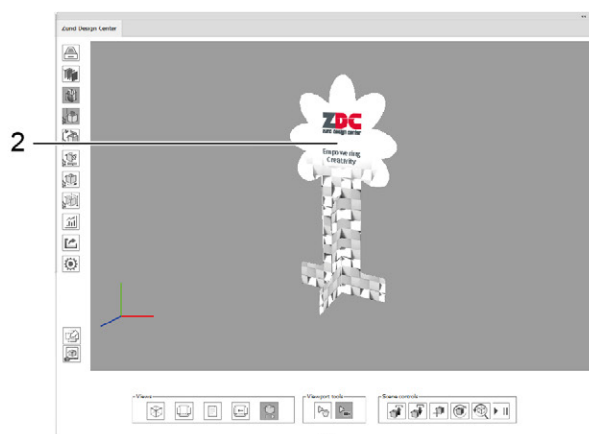 Zund Design Center
2
ZDC
zund design center
Empowering
Creativity
Views
Viewport tools
Scene controls